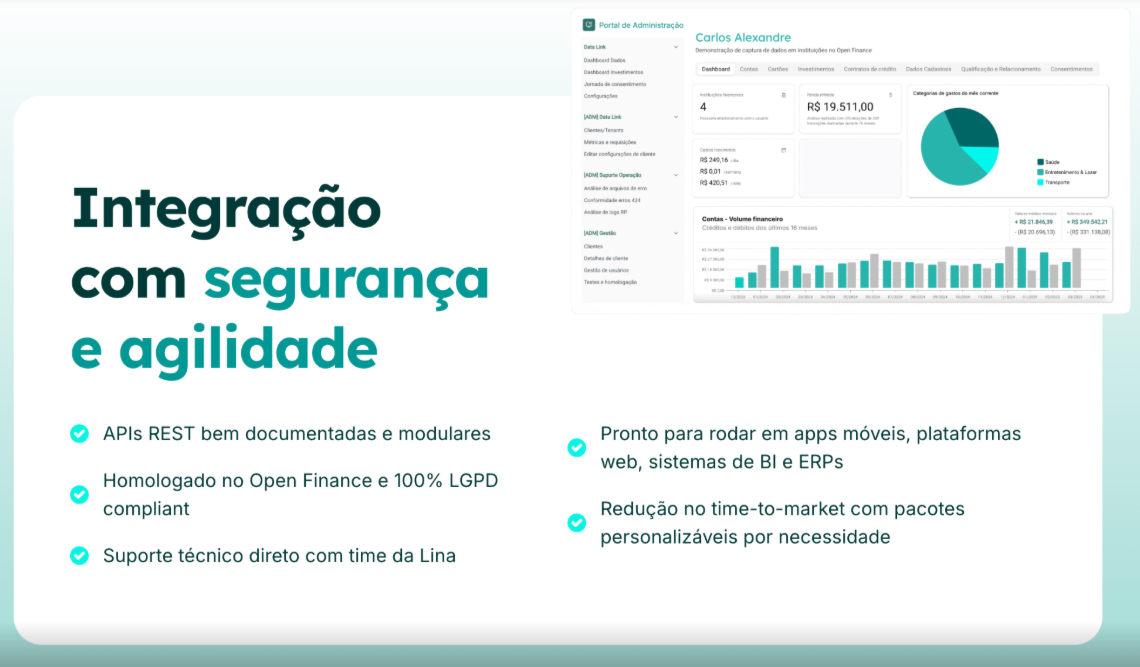 Portal de Administração
Data Link
Dashboard Dados
Dashboard Investimentos
Jornada de consentimento
Configurações
[ADM] Data Link
Clientes/ Tenants
Métricas e requisições
Editar configurações de cliente
[ADM] Suporte Operação
Análise de arquivos de erro
Conformidade erros 424
Análise de logs RP
[ADM] Gestão
Clientes
Detalhes de cliente
Gestão de usuários
Testes e homologação
Carlos Alexandre
Demonstração de captura de dados em instituições no Open Finance
Dashboard Contas Cartões Investimentos Contratos de crédito Dados Cadastrais Qualificação e Relacionamento Consentimentos
Instituições financeiras
4
Renda estimada
R$ 19.511,00
R$ 249,16 / dia
R$ 0,01 / semana
R$ 420,51 / mês
Categorias de gastos do mês corrente
Saúde
Entretenimento & Lazer
Transporte
Contas - Volume financeiro
Créditos e débitos dos últimos 18 meses
+ R$ 21.846,39
- (R$ 20.696,13)
+ R$ 349.542,21
- (R$ 331.138,08)
Integração
com segurança
e agilidade
APIs REST bem documentadas e modulares
Homologado no Open Finance e 100% LGPD
compliant
Suporte técnico direto com time da Lina
Pronto para rodar em apps móveis, plataformas
web, sistemas de BI e ERPs
Redução no time-to-market com pacotes
personalizáveis por necessidade